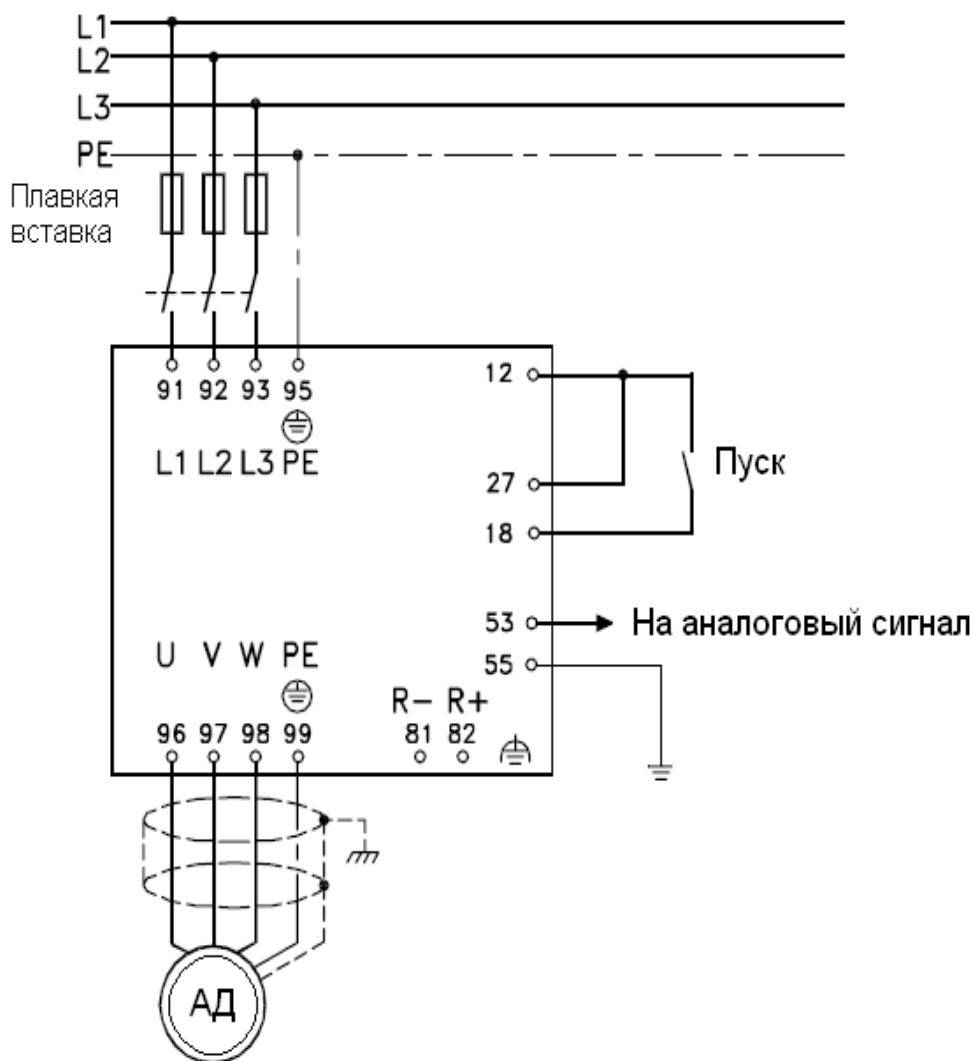 L1
L2
L3
PE
Плавкая
вставка
91 92 93 95
L1 L2 L3 PE
12
27
18
Пуск
53
На аналоговый сигнал
55
U V W PE
96 97 98 99
R- R+
81 82
АД